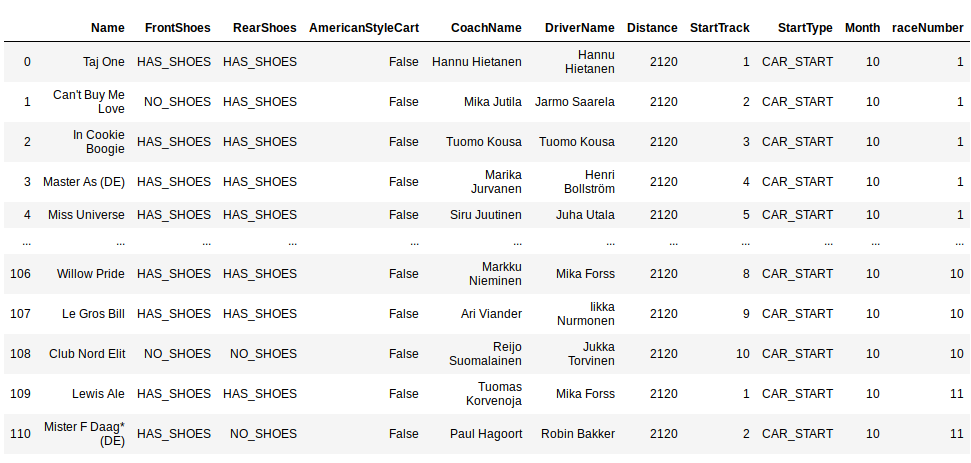 Name FrontShoes RearShoes AmericanStyleCart CoachName DriverName Distance StartTrack StartType Month raceNumber
0 Taj One HAS_SHOES HAS_SHOES False Hannu Hietanen Hannu Hietanen 2120 1 CAR_START 10 1
1 Can't Buy Me Love NO_SHOES HAS_SHOES False Mika Jutila Jarmo Saarela 2120 2 CAR_START 10 1
2 In Cookie Boogie HAS_SHOES HAS_SHOES False Tuomo Kousa Tuomo Kousa 2120 3 CAR_START 10 1
3 Master As (DE) HAS_SHOES HAS_SHOES False Marika Jurvanen Henri Bollström 2120 4 CAR_START 10 1
4 Miss Universe HAS_SHOES HAS_SHOES False Siru Juutinen Juha Utala 2120 5 CAR_START 10 1
... ... ... ... ... ... ... ... ... ... ... ...
106 Willow Pride HAS_SHOES HAS_SHOES False Markku Nieminen Mika Forss 2120 8 CAR_START 10 10
107 Le Gros Bill HAS_SHOES HAS_SHOES False Ari Viander Iikka Nurmonen 2120 9 CAR_START 10 10
108 Club Nord Elit NO_SHOES NO_SHOES False Reijo Suomalainen Jukka Torvinen 2120 10 CAR_START 10 10
109 Lewis Ale HAS_SHOES HAS_SHOES False Tuomas Korvenoja Mika Forss 2120 1 CAR_START 10 11
110 Mister F Daag* (DE) HAS_SHOES NO_SHOES False Paul Hagoort Robin Bakker 2120 2 CAR_START 10 11